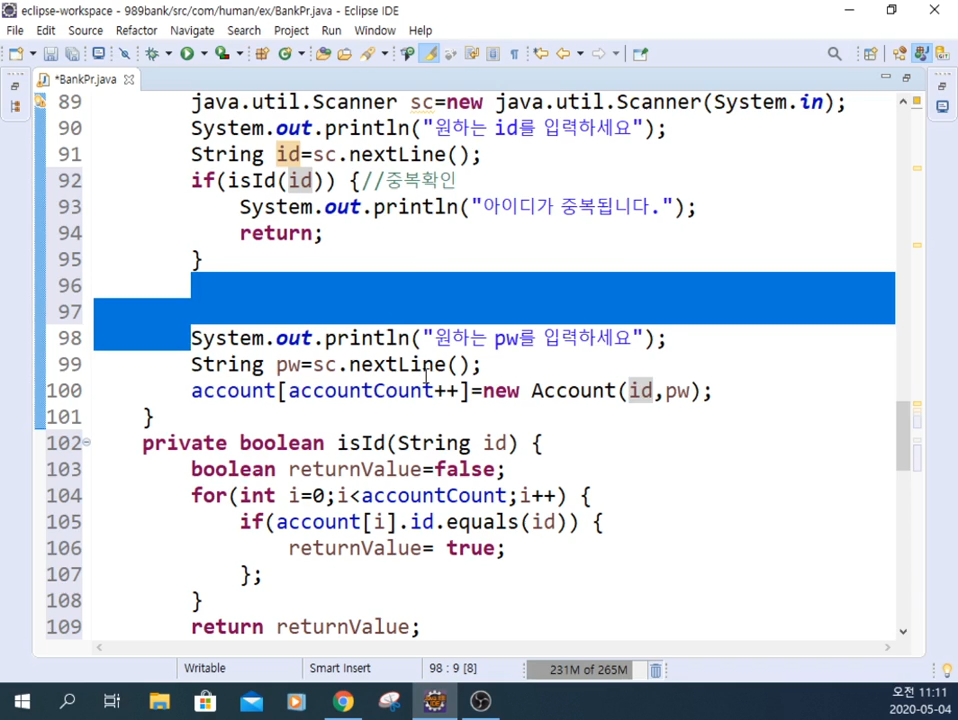 eclipse-workspace - 989bank/src/com/human/ex/BankPr.java - Eclipse IDE
File Edit Source Refactor Navigate Search Project Run Window Help
*BankPr.java
89 java.util.Scanner sc=new java.util.Scanner(System.in);
90 System.out.println("원하는 id를 입력하세요");
91 String id=sc.nextLine();
92 if(isId(id)) {//중복확인
93 System.out.println("아이디가 중복됩니다.");
94 return;
95 }
96
97
98 System.out.println("원하는 pw를 입력하세요");
99 String pw=sc.nextLine();
100 account[accountCount++]=new Account(id,pw);
101 }
102 private boolean isId(String id) {
103 boolean returnValue=false;
104 for(int i=0;i<accountCount;i++) {
105 if(account[i].id.equals(id)) {
106 returnValue= true;
107 };
108 }
109 return returnValue;
Writable Smart Insert 98 : 9 [8] 231M of 265M
오전 11:11
2020-05-04